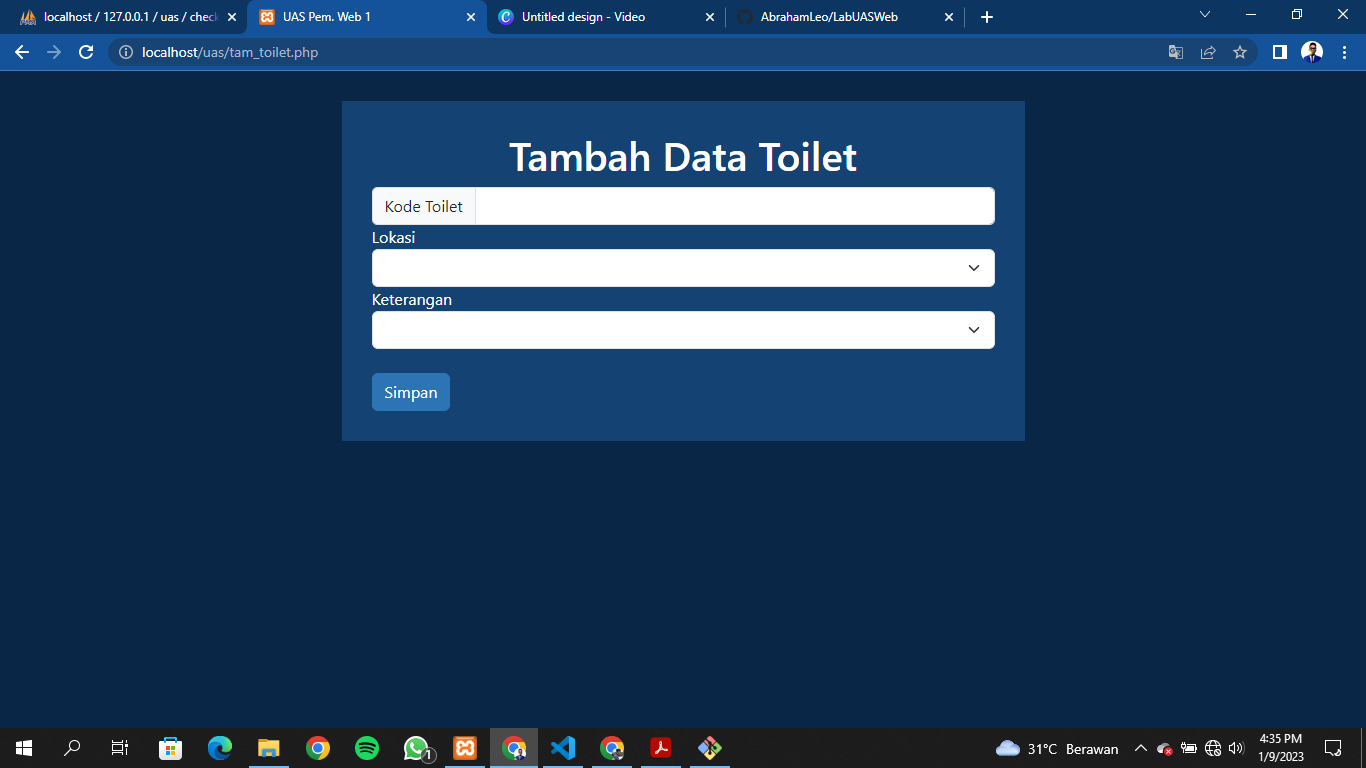 localhost / 127.0.0.1 / uas / check
UAS Pem. Web 1
Untitled design - Video
AbrahamLeo/LabUASWeb
localhost/uas/tam_toilet.php
Tambah Data Toilet
Kode Toilet
Lokasi
Keterangan
Simpan
1
31°C Berawan
4:35 PM
1/9/2023